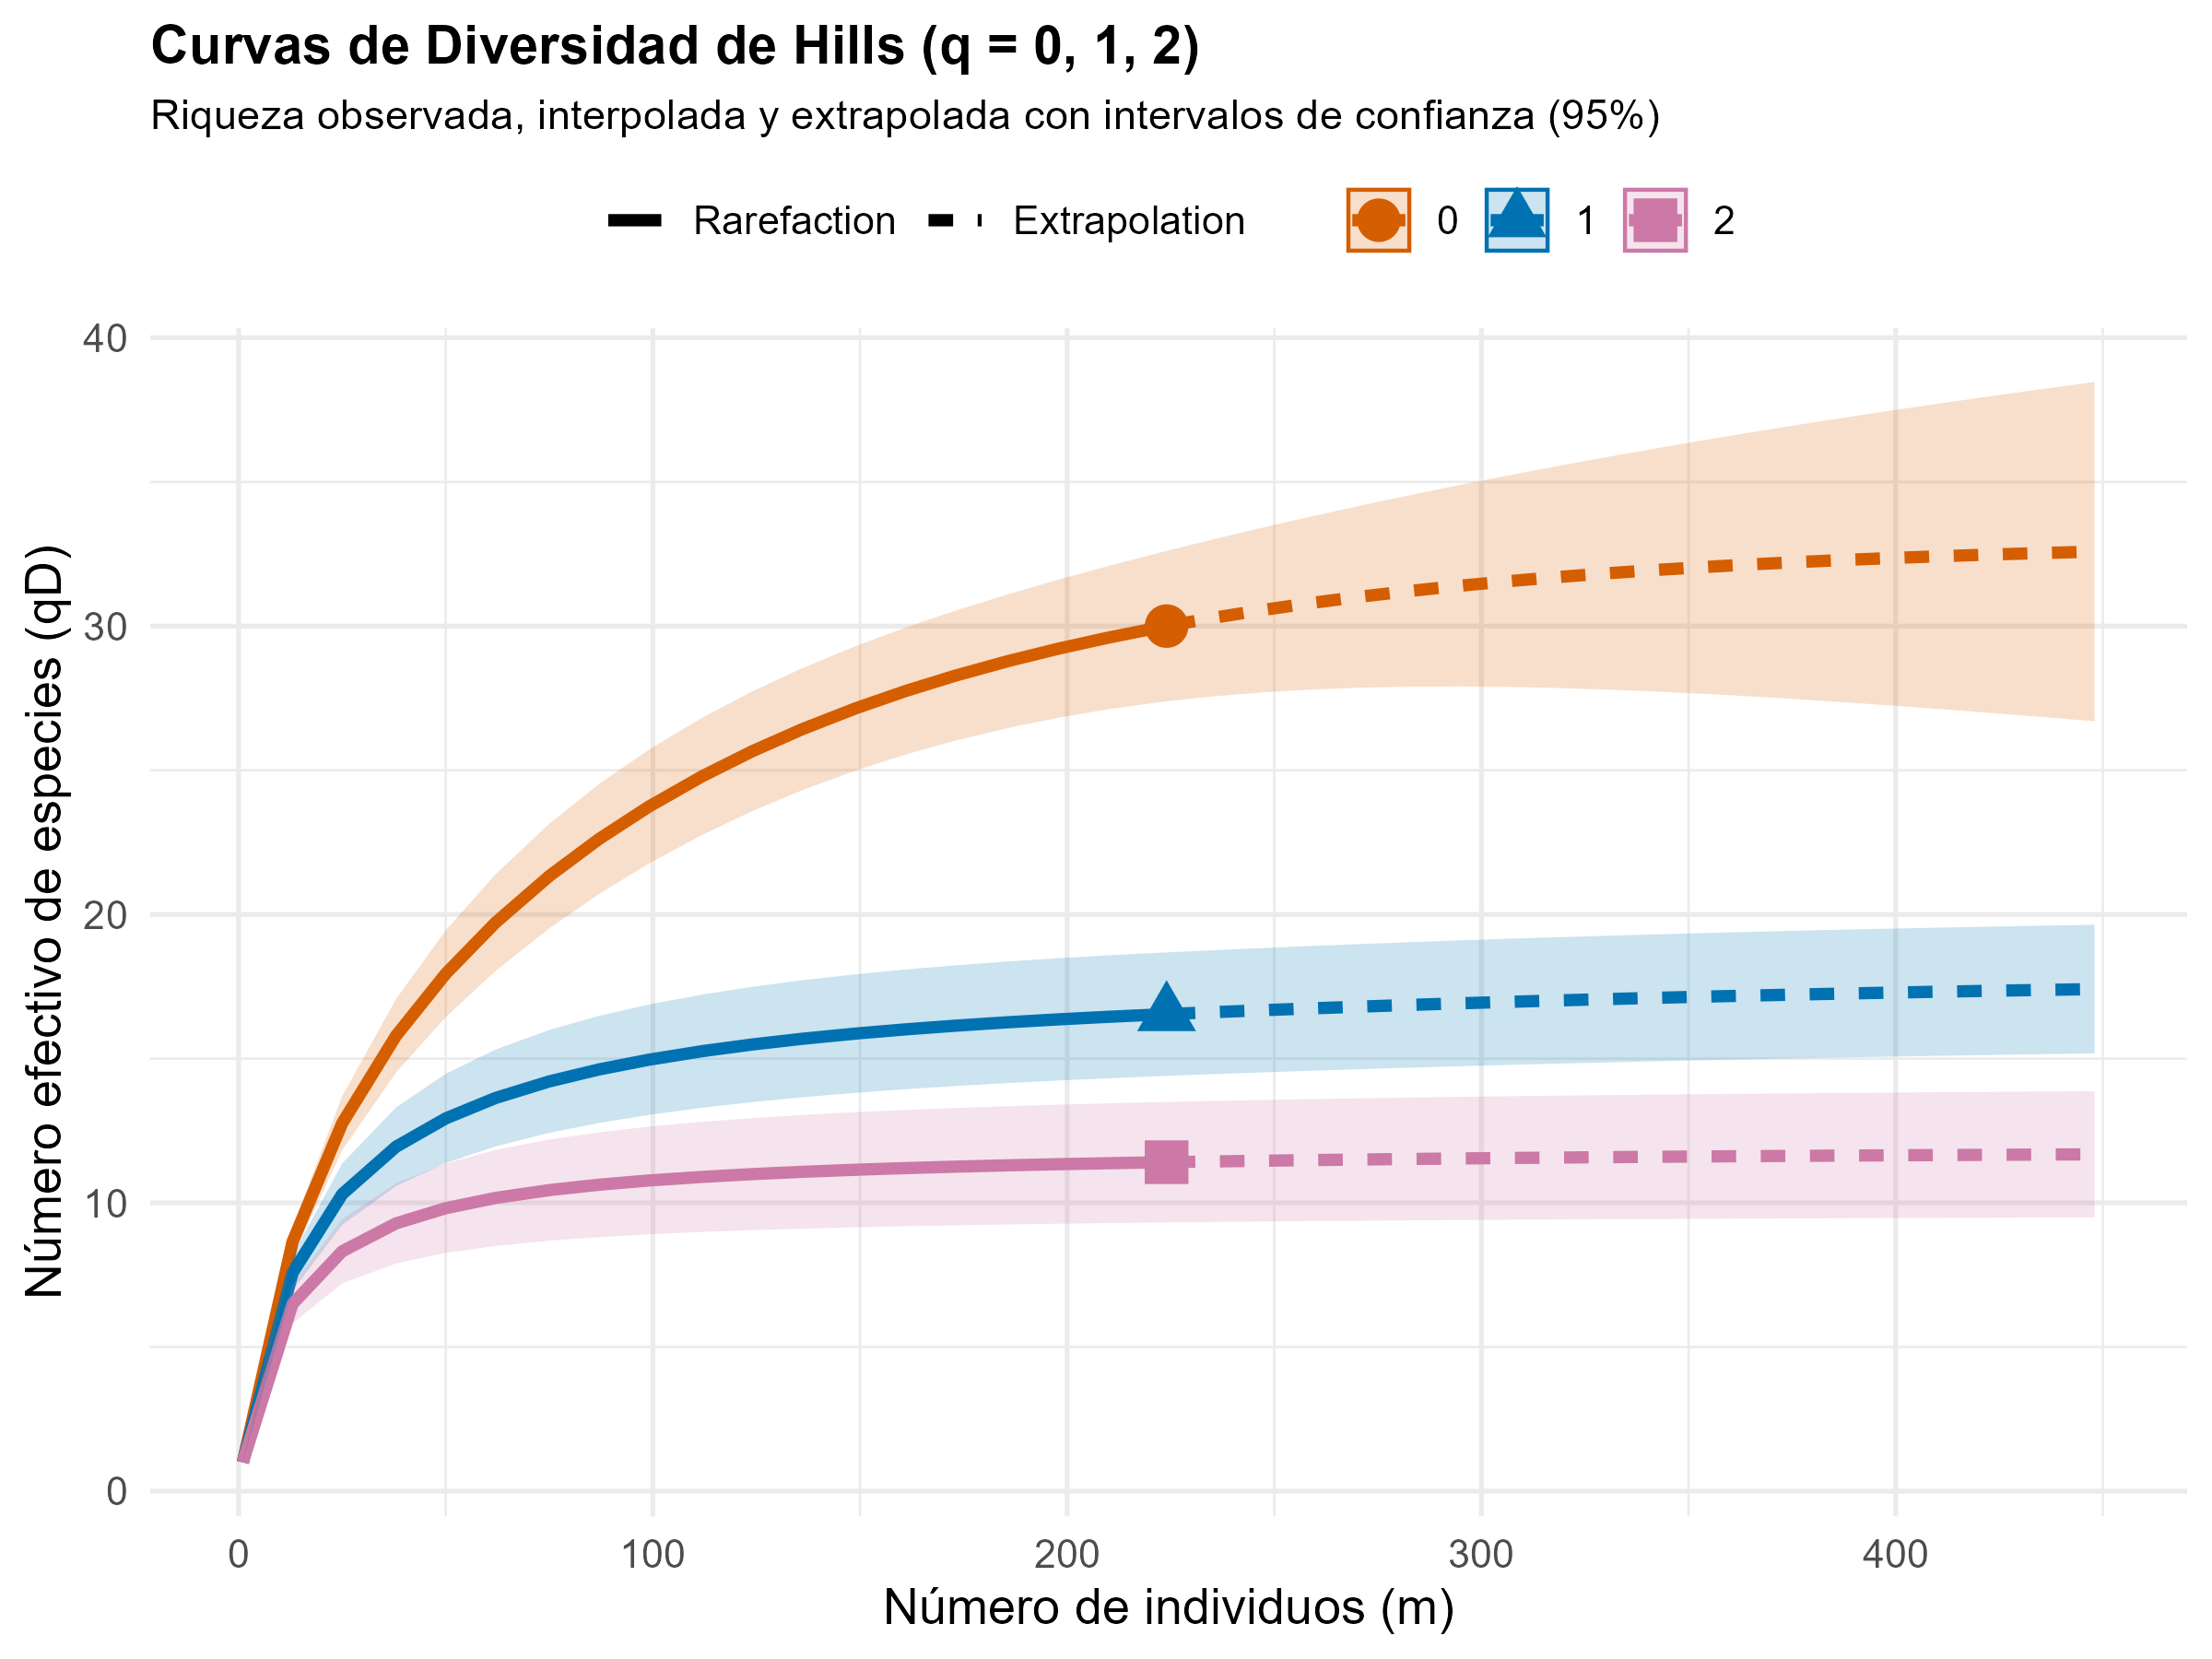 Curvas de Diversidad de Hills (q = 0, 1, 2)
Riqueza observada, interpolada y extrapolada con intervalos de confianza (95%)
Rarefaction Extrapolation 0 1 2
Número efectivo de especies (qD)
40
30
20
10
0
0 100 200 300 400
Número de individuos (m)